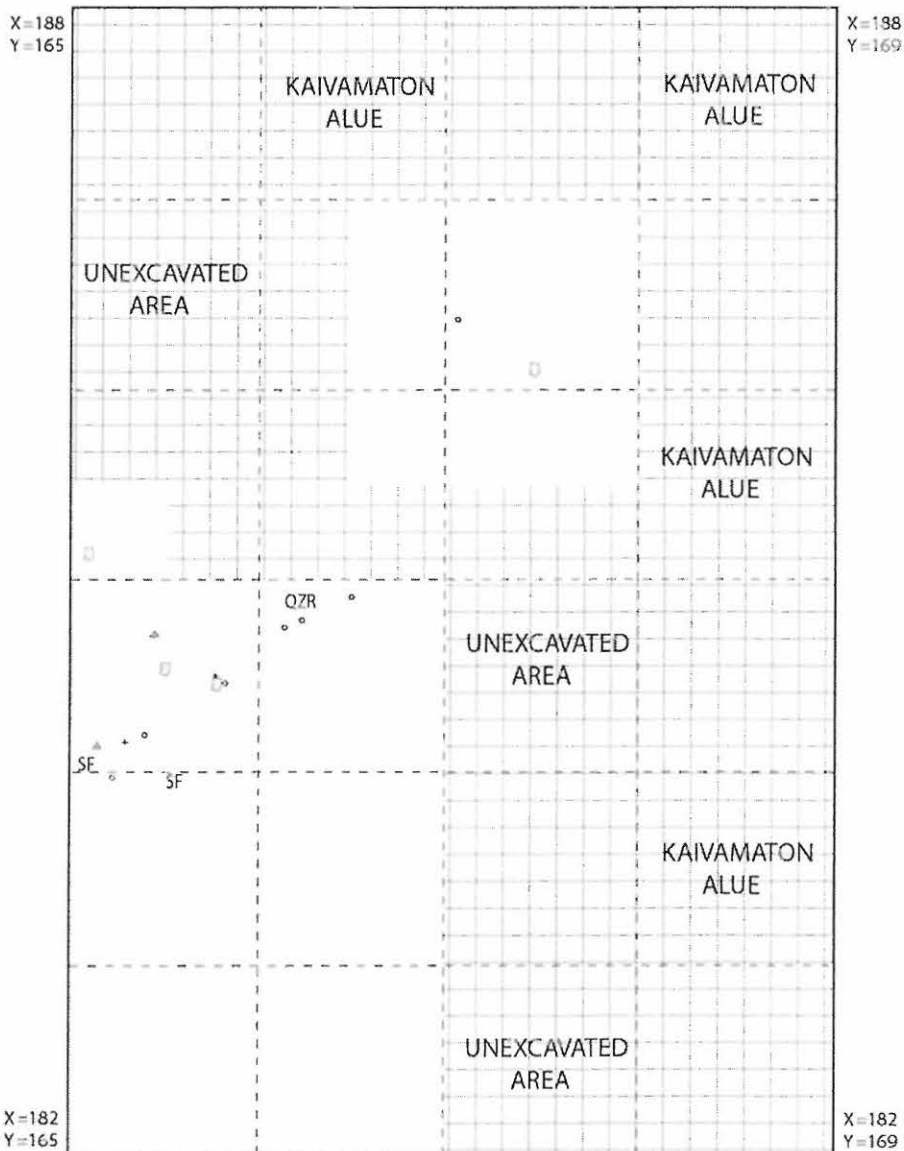 X=188
Y=165
X=188
Y=169
KAIVAMATON
ALUE
KAIVAMATON
ALUE
UNEXCAVATED
AREA
KAIVAMATON
ALUE
QZR
UNEXCAVATED
AREA
SF
SF
KAIVAMATON
ALUE
UNEXCAVATED
AREA
X=182
Y=165
X=182
Y=169